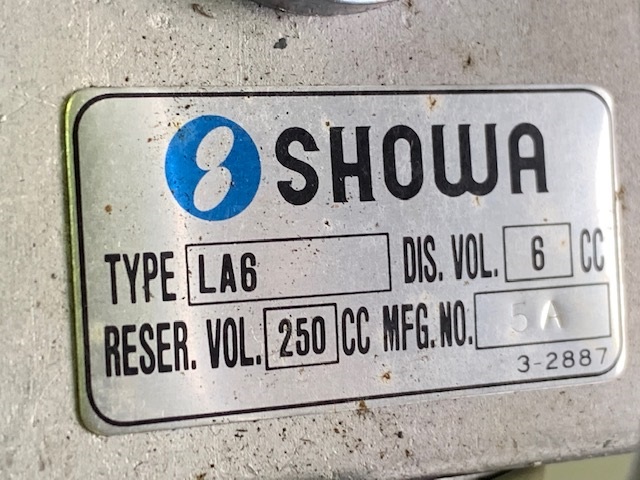 SHOWA
TYPE LA6 DIS. VOL. 6 CC
RESER. VOL. 250 CC MFG. NO. 5A
3-2887